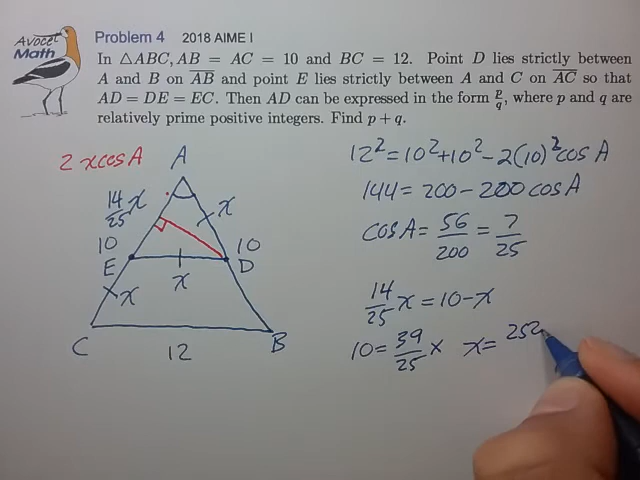 Avocet
Math
Problem 4 2018 AIME I
In △ABC, AB = AC = 10 and BC = 12. Point D lies strictly between
A and B on AB and point E lies strictly between A and C on AC so that
AD = DE = EC. Then AD can be expressed in the form p/q, where p and q are
relatively prime positive integers. Find p + q.
2 x cos A
A
14/25 x
x
10
10
E
D
x
x
C
12
B
12² = 10² + 10² - 2(10)² cos A
144 = 200 - 200 cos A
cos A = 56/200 = 7/25
14/25 x = 10 - x
10 = 39/25 x x = 252